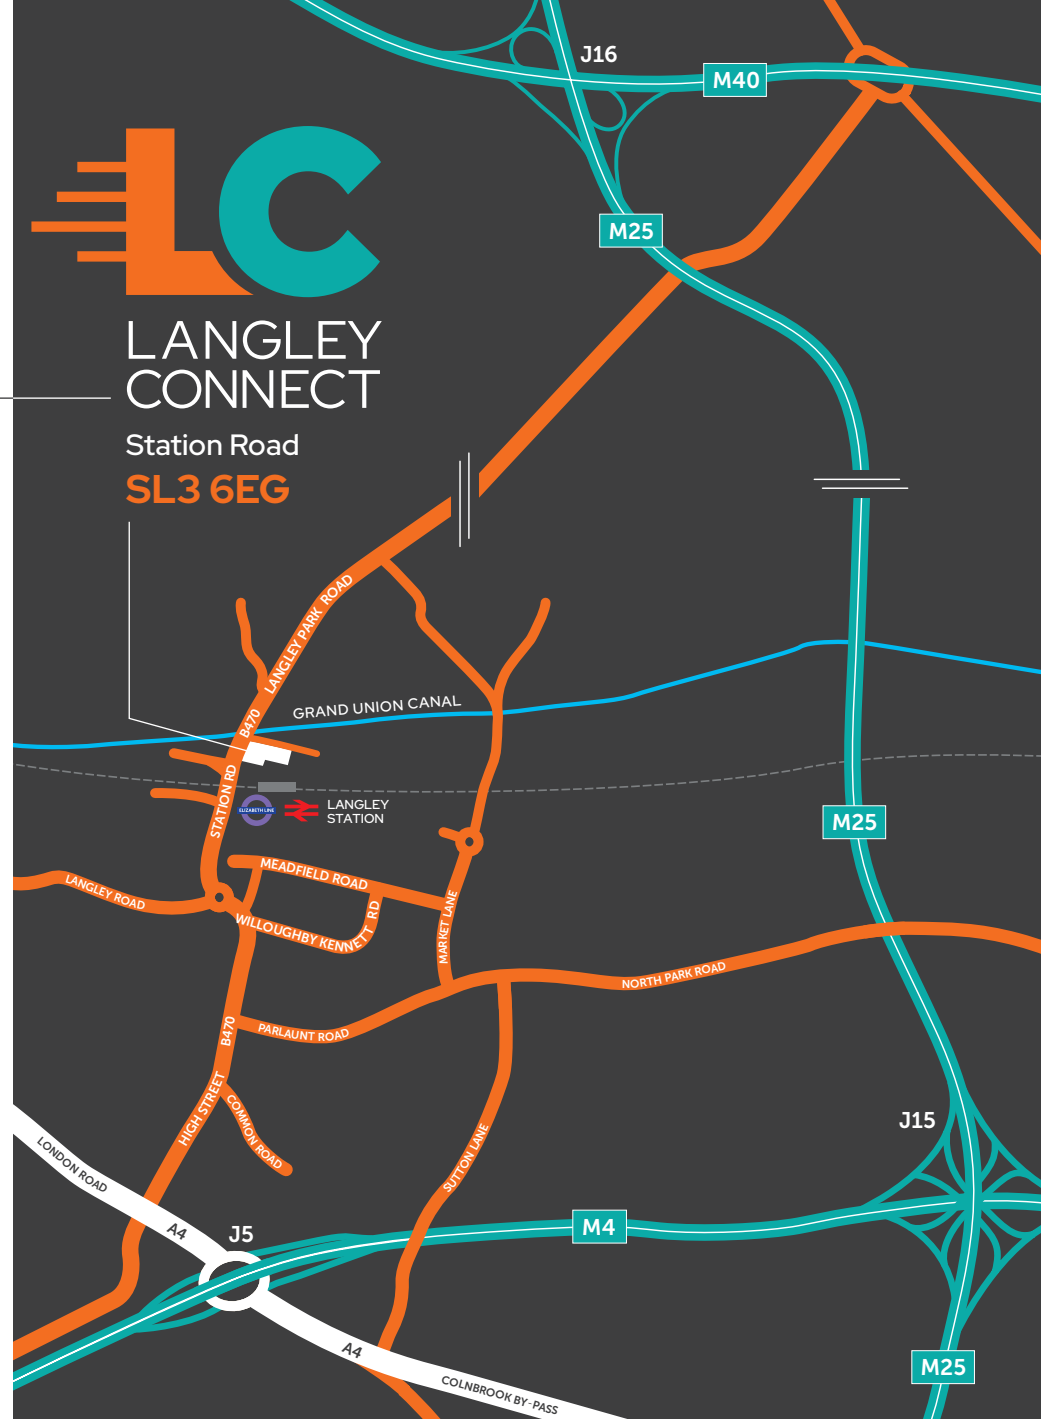 J16
M40
M25
LC
LANGLEY
CONNECT
Station Road
SL3 6EG
LANGLEY PARK ROAD
B470
GRAND UNION CANAL
STATION RD
ELIZABETH LINE
LANGLEY
STATION
M25
MEADFIELD ROAD
LANGLEY ROAD
WILLOUGHBY KENNETT RD
MARKET LANE
NORTH PARK ROAD
B470
PARLAUNT ROAD
HIGH STREET
COMMON ROAD
SUTTON LANE
J15
LONDON ROAD
A4
J5
M4
A4
COLNBROOK BY-PASS
M25